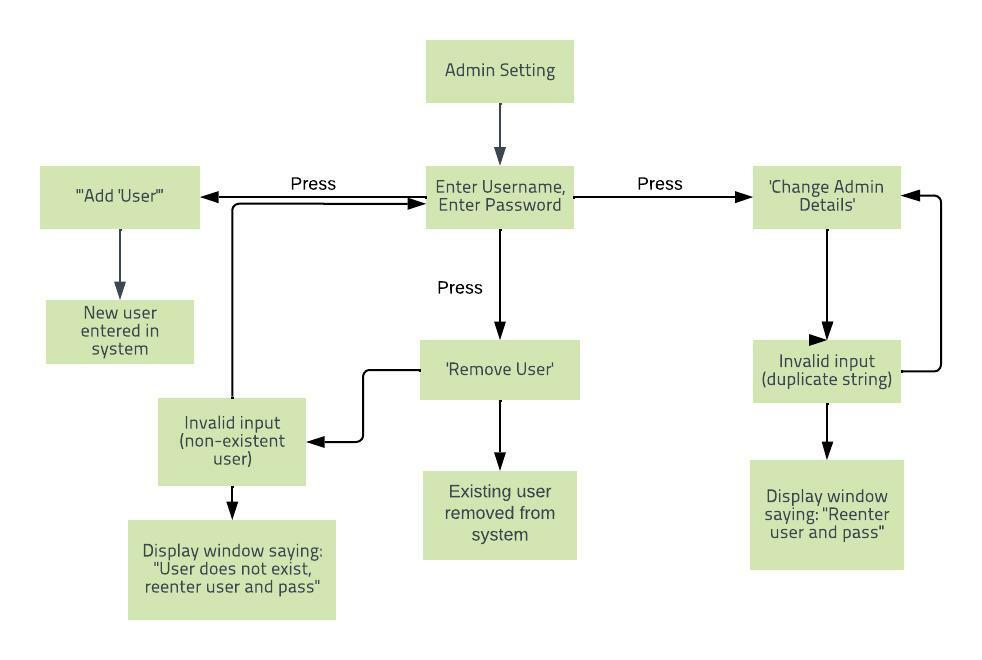 Admin Setting
"'Add 'User'"
Press
Enter Username,
Enter Password
Press
'Change Admin
Details'
New user
entered in
system
Press
'Remove User'
Invalid input
(duplicate string)
Invalid input
(non-existent
user)
Existing user
removed from
system
Display window
saying: "Reenter
user and pass"
Display window saying:
"User does not exist,
reenter user and pass"